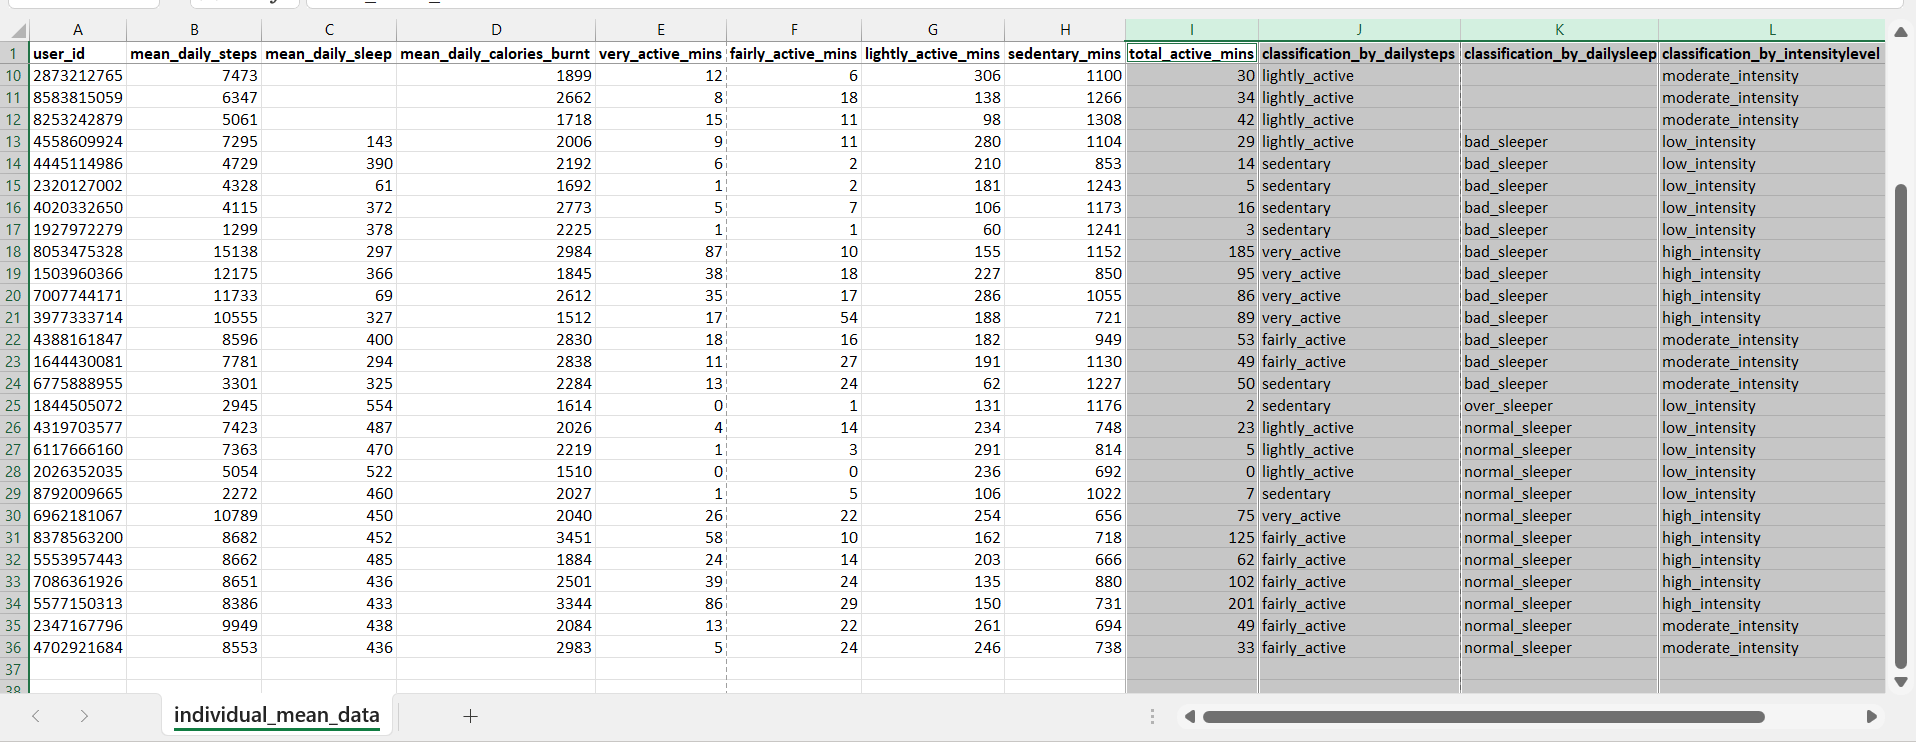 A B C D E F G H I J K L
1 user_id mean_daily_steps mean_daily_sleep mean_daily_calories_burnt very_active_mins fairly_active_mins lightly_active_mins sedentary_mins total_active_mins classification_by_dailysteps classification_by_dailysleep classification_by_intensitylevel
10 2873212765 7473 1899 12 6 306 1100 30 lightly_active moderate_intensity
11 8583815059 6347 2662 8 18 138 1266 34 lightly_active moderate_intensity
12 8253242879 5061 1718 15 11 98 1308 42 lightly_active moderate_intensity
13 4558609924 7295 143 2006 9 11 280 1104 29 lightly_active bad_sleeper low_intensity
14 4445114986 4729 390 2192 6 2 210 853 14 sedentary bad_sleeper low_intensity
15 2320127002 4328 61 1692 1 2 181 1243 5 sedentary bad_sleeper low_intensity
16 4020332650 4115 372 2773 5 7 106 1173 16 sedentary bad_sleeper low_intensity
17 1927972279 1299 378 2225 1 1 60 1241 3 sedentary bad_sleeper low_intensity
18 8053475328 15138 297 2984 87 10 155 1152 185 very_active bad_sleeper high_intensity
19 1503960366 12175 366 1845 38 18 227 850 95 very_active bad_sleeper high_intensity
20 7007744171 11733 69 2612 35 17 286 1055 86 very_active bad_sleeper high_intensity
21 3977333714 10555 327 1512 17 54 188 721 89 very_active bad_sleeper high_intensity
22 4388161847 8596 400 2830 18 16 182 949 53 fairly_active bad_sleeper moderate_intensity
23 1644430081 7781 294 2838 11 27 191 1130 49 fairly_active bad_sleeper moderate_intensity
24 6775888955 3301 325 2284 13 24 62 1227 50 sedentary bad_sleeper moderate_intensity
25 1844505072 2945 554 1614 0 1 131 1176 2 sedentary over_sleeper low_intensity
26 4319703577 7423 487 2026 4 14 234 748 23 lightly_active normal_sleeper low_intensity
27 6117666160 7363 470 2219 1 3 291 814 5 lightly_active normal_sleeper low_intensity
28 2026352035 5054 522 1510 0 0 236 692 0 lightly_active normal_sleeper low_intensity
29 8792009665 2272 460 2027 1 5 106 1022 7 sedentary normal_sleeper low_intensity
30 6962181067 10789 450 2040 26 22 254 656 75 very_active normal_sleeper high_intensity
31 8378563200 8682 452 3451 58 10 162 718 125 fairly_active normal_sleeper high_intensity
32 5553957443 8662 485 1884 24 14 203 666 62 fairly_active normal_sleeper high_intensity
33 7086361926 8651 436 2501 39 24 135 880 102 fairly_active normal_sleeper high_intensity
34 5577150313 8386 433 3344 86 29 150 731 201 fairly_active normal_sleeper high_intensity
35 2347167796 9949 438 2084 13 22 261 694 49 fairly_active normal_sleeper moderate_intensity
36 4702921684 8553 436 2983 5 24 246 738 33 fairly_active normal_sleeper moderate_intensity
37
38
individual_mean_data